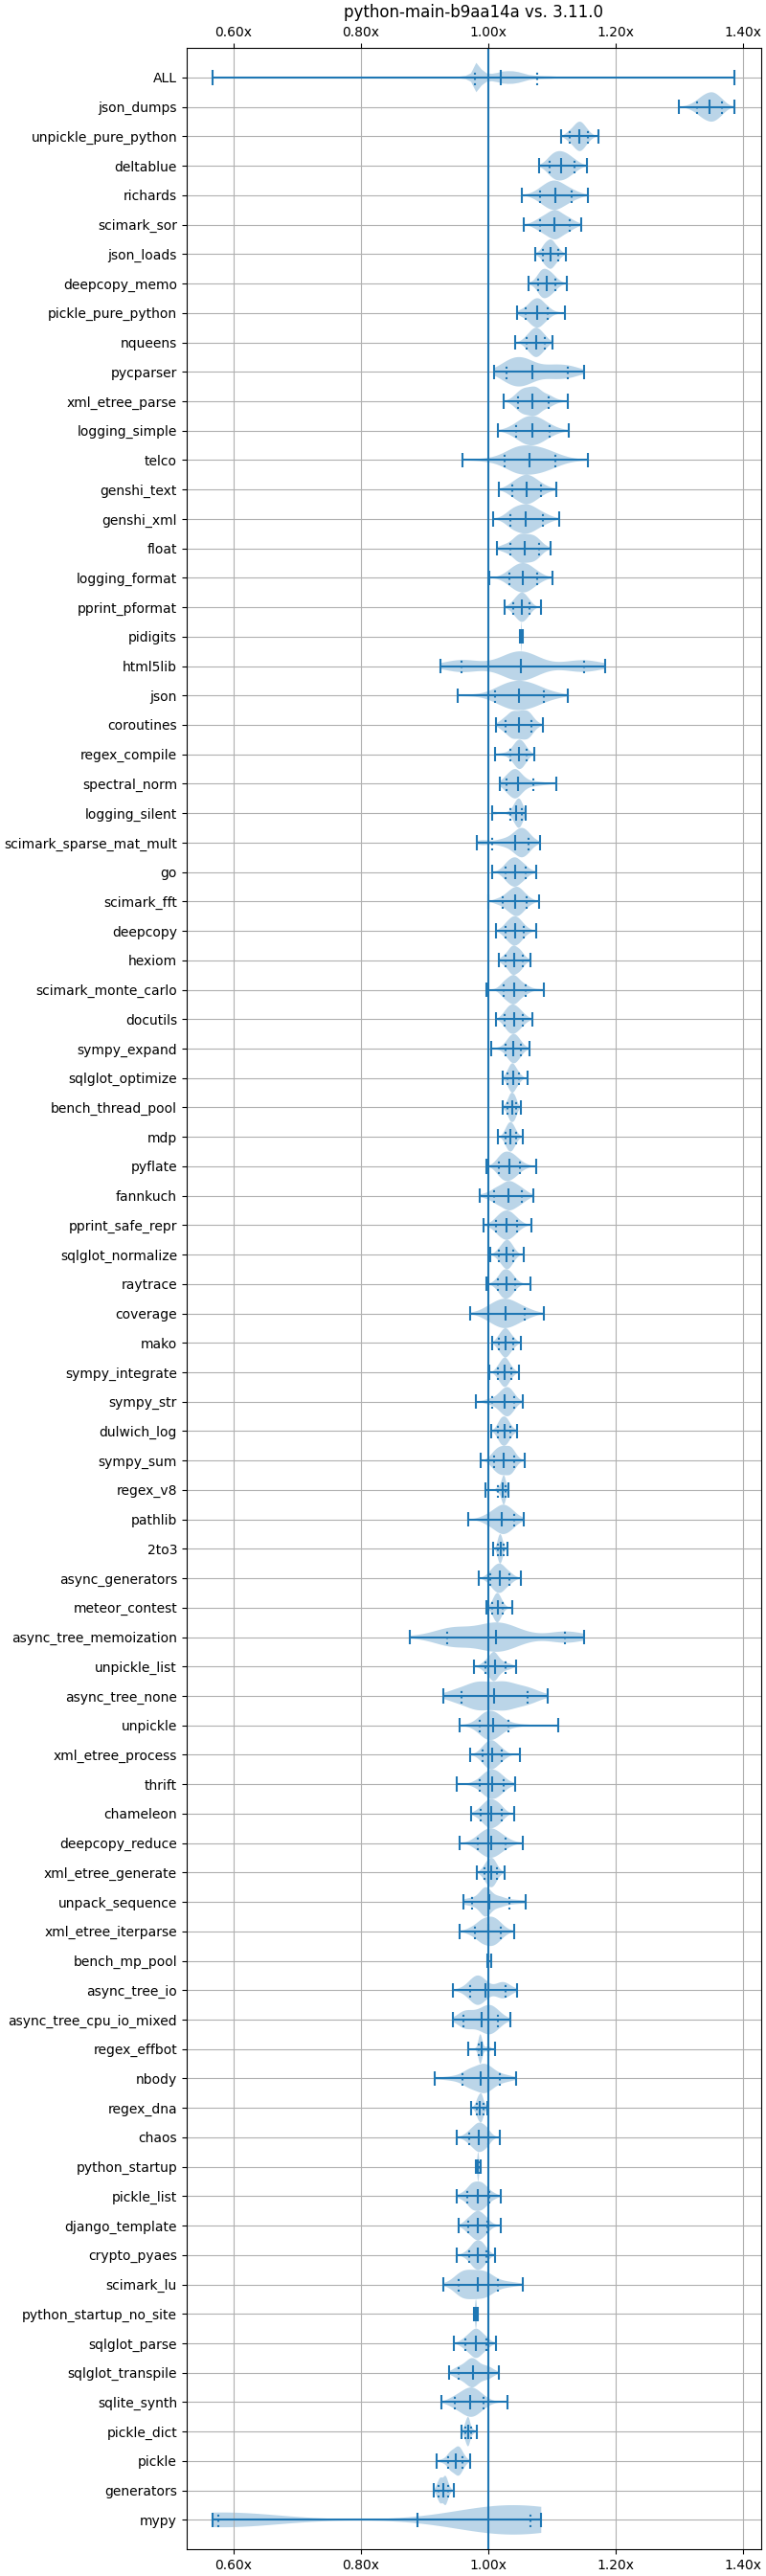 python-main-b9aa14a vs. 3.11.0
0.60x 0.80x 1.00x 1.20x 1.40x
ALL
json_dumps
unpickle_pure_python
deltablue
richards
scimark_sor
json_loads
deepcopy_memo
pickle_pure_python
nqueens
pycparser
xml_etree_parse
logging_simple
telco
genshi_text
genshi_xml
float
logging_format
pprint_pformat
pidigits
html5lib
json
coroutines
regex_compile
spectral_norm
logging_silent
scimark_sparse_mat_mult
go
scimark_fft
deepcopy
hexiom
scimark_monte_carlo
docutils
sympy_expand
sqlglot_optimize
bench_thread_pool
mdp
pyflate
fannkuch
pprint_safe_repr
sqlglot_normalize
raytrace
coverage
mako
sympy_integrate
sympy_str
dulwich_log
sympy_sum
regex_v8
pathlib
2to3
async_generators
meteor_contest
async_tree_memoization
unpickle_list
async_tree_none
unpickle
xml_etree_process
thrift
chameleon
deepcopy_reduce
xml_etree_generate
unpack_sequence
xml_etree_iterparse
bench_mp_pool
async_tree_io
async_tree_cpu_io_mixed
regex_effbot
nbody
regex_dna
chaos
python_startup
pickle_list
django_template
crypto_pyaes
scimark_lu
python_startup_no_site
sqlglot_parse
sqlglot_transpile
sqlite_synth
pickle_dict
pickle
generators
mypy
0.60x 0.80x 1.00x 1.20x 1.40x